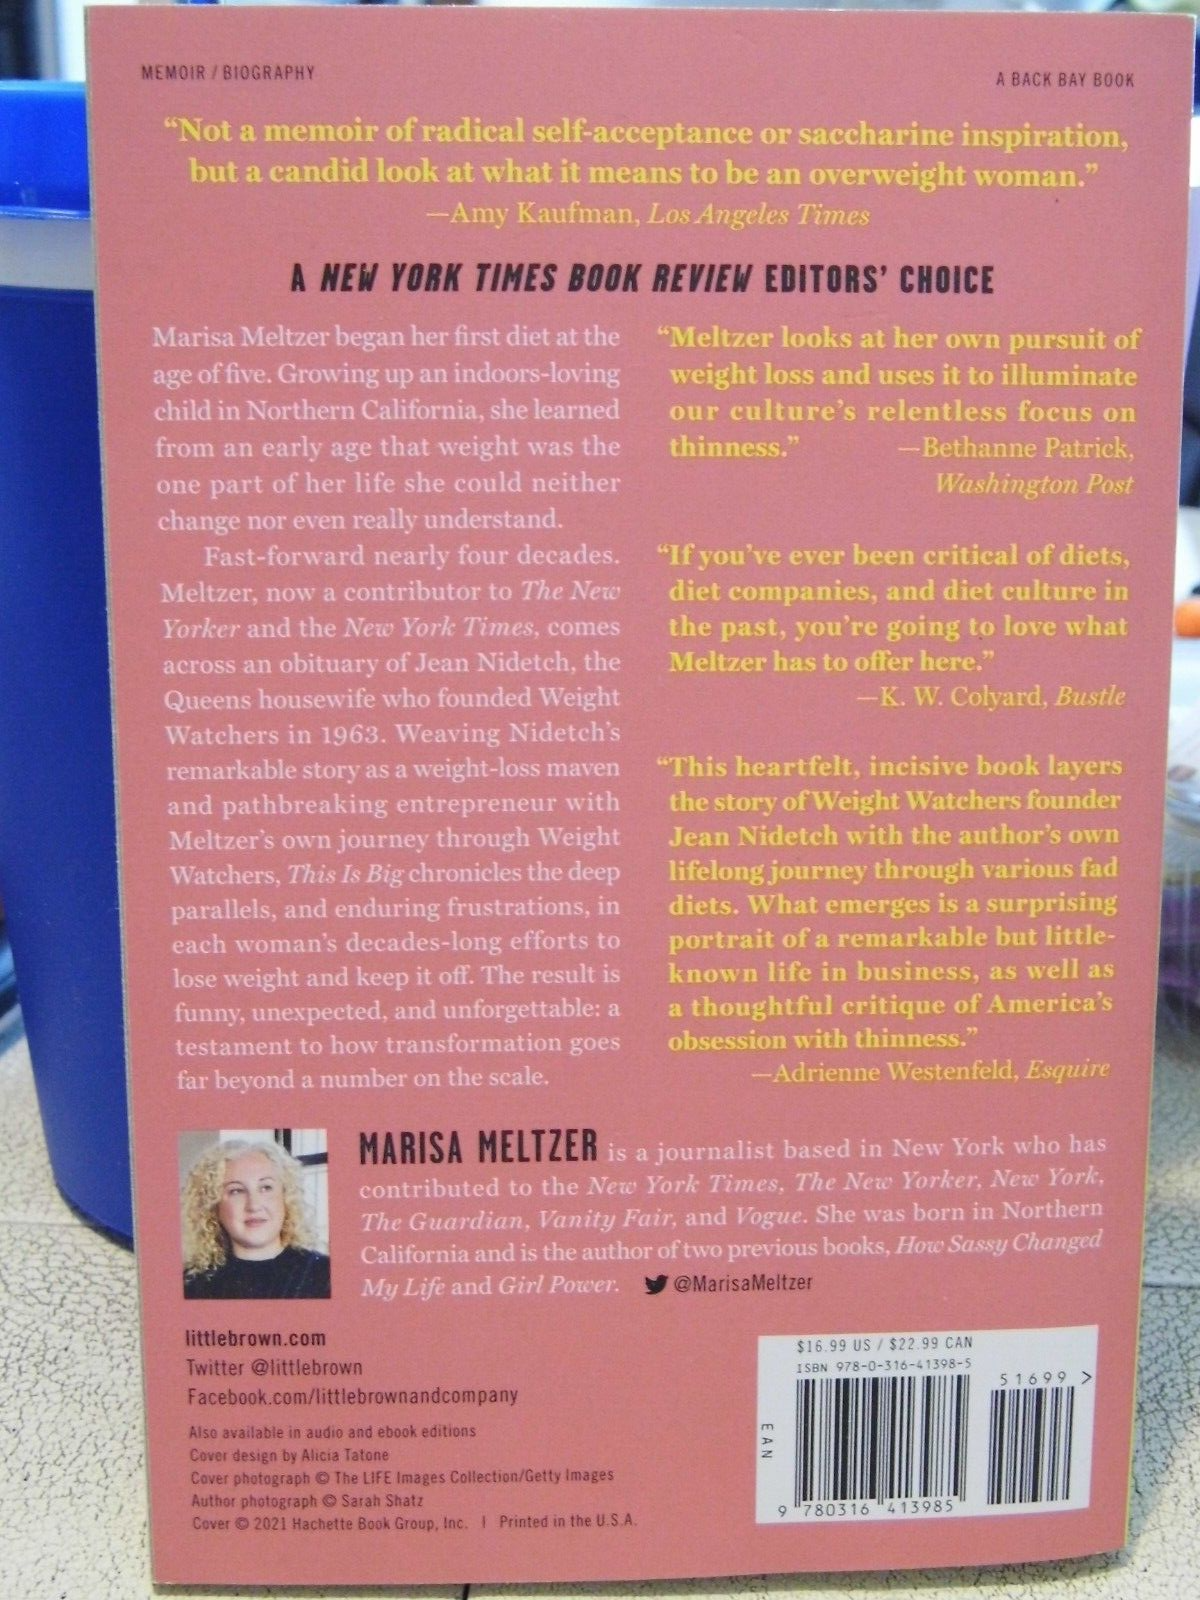 MEMOIR / BIOGRAPHY
A BACK BAY BOOK
“Not a memoir of radical self-acceptance or saccharine inspiration,
but a candid look at what it means to be an overweight woman.”
—Amy Kaufman, Los Angeles Times
A NEW YORK TIMES BOOK REVIEW EDITORS’ CHOICE
Marisa Meltzer began her first diet at the
age of five. Growing up an indoors-loving
child in Northern California, she learned
from an early age that weight was the
one part of her life she could neither
change nor even really understand.
Fast-forward nearly four decades.
Meltzer, now a contributor to The New
Yorker and the New York Times, comes
across an obituary of Jean Nidetch, the
Queens housewife who founded Weight
Watchers in 1963. Weaving Nidetch’s
remarkable story as a weight-loss maven
and pathbreaking entrepreneur with
Meltzer’s own journey through Weight
Watchers, This Is Big chronicles the deep
parallels, and enduring frustrations, in
each woman’s decades-long efforts to
lose weight and keep it off. The result is
funny, unexpected, and unforgettable: a
testament to how transformation goes
far beyond a number on the scale.
“Meltzer looks at her own pursuit of
weight loss and uses it to illuminate
our culture’s relentless focus on
thinness.” —Bethanne Patrick,
Washington Post
“If you’ve ever been critical of diets,
diet companies, and diet culture in
the past, you’re going to love what
Meltzer has to offer here.”
—K. W. Colyard, Bustle
“This heartfelt, incisive book layers
the story of Weight Watchers founder
Jean Nidetch with the author’s own
lifelong journey through various fad
diets. What emerges is a surprising
portrait of a remarkable but little-
known life in business, as well as
a thoughtful critique of America’s
obsession with thinness.”
—Adrienne Westenfeld, Esquire
MARISA MELTZER is a journalist based in New York who has
contributed to the New York Times, The New Yorker, New York,
The Guardian, Vanity Fair, and Vogue. She was born in Northern
California and is the author of two previous books, How Sassy Changed
My Life and Girl Power. @MarisaMeltzer
littlebrown.com
Twitter @littlebrown
Facebook.com/littlebrownandcompany
Also available in audio and ebook editions
Cover design by Alicia Tatone
Cover photograph © The LIFE Images Collection/Getty Images
Author photograph © Sarah Shatz
Cover © 2021 Hachette Book Group, Inc. | Printed in the U.S.A.
$16.99 US / $22.99 CAN
ISBN 978-0-316-41398-5
51699 >
EAN
9 780316 413985